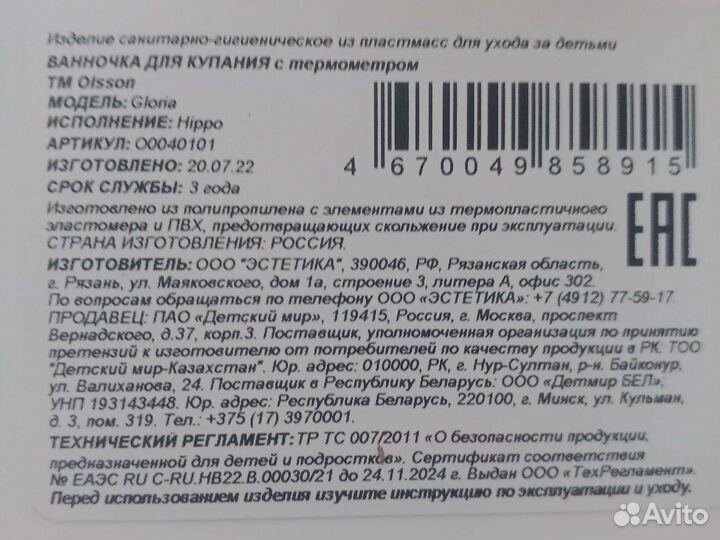 Изделие санитарно-гигиеническое из пластмасс для ухода за детьми
ВАННОЧКА ДЛЯ КУПАНИЯ с термометром
ТМ Olsson
МОДЕЛЬ: Gloria
ИСПОЛНЕНИЕ: Hippo
АРТИКУЛ: O0040101
ИЗГОТОВЛЕНО: 20.07.22
СРОК СЛУЖБЫ: 3 года
4 670049 858915
Изготовлено из полипропилена с элементами из термопластичного
эластомера и ПВХ, предотвращающих скольжение при эксплуатации.
СТРАНА ИЗГОТОВЛЕНИЯ: РОССИЯ.
EAC
ИЗГОТОВИТЕЛЬ: ООО "ЭСТЕТИКА", 390046, РФ, Рязанская область,
г. Рязань, ул. Маяковского, дом 1а, строение 3, литера А, офис 302.
По вопросам обращаться по телефону ООО «ЭСТЕТИКА»: +7 (4912) 77-59-17.
ПРОДАВЕЦ: ПАО «Детский мир», 119415, Россия, г. Москва, проспект
Вернадского, д.37, корп.3. Поставщик, уполномоченная организация по принятию
претензий к изготовителю от потребителей по качеству продукции в РК: ТОО
"Детский мир-Казахстан". Юр. адрес: 010000, РК, г. Нур-Султан, р-н. Байконур,
ул. Валиханова, 24. Поставщик в Республику Беларусь: ООО «Детмир БЕЛ»,
УНП 193143448. Юр. адрес: Республика Беларусь, 220100, г. Минск, ул. Кульман,
д. 3, пом. 319. Тел.: +375 (17) 3970001.
ТЕХНИЧЕСКИЙ РЕГЛАМЕНТ: ТР ТС 007/2011 «О безопасности продукции,
предназначенной для детей и подростков». Сертификат соответствия
№ ЕАЭС RU С-RU.НВ22.В.00030/21 до 24.11.2024 г. Выдан ООО «ТехРегламент».
Перед использованием изделия изучите инструкцию по эксплуатации и уходу.
Avito